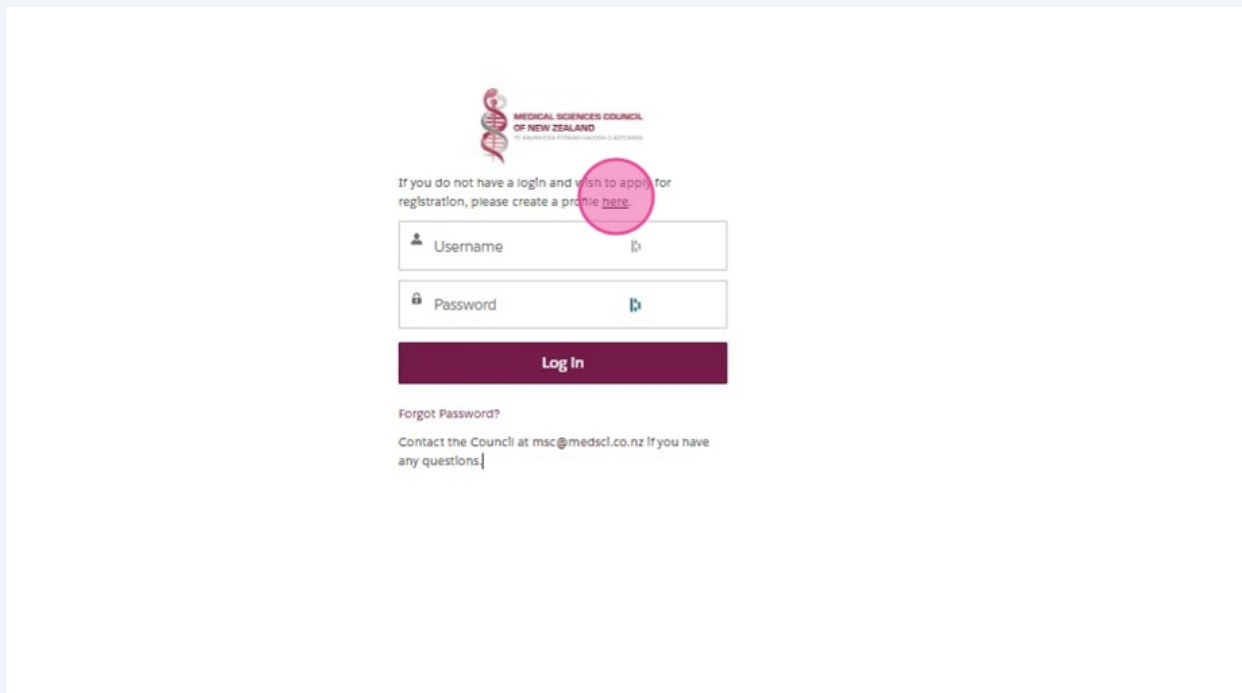 MEDICAL SCIENCES COUNCIL
OF NEW ZEALAND
If you do not have a login and wish to apply for
registration, please create a profile here.
Username
Password
Log In
Forgot Password?
Contact the Council at msc@medscl.co.nz if you have
any questions.